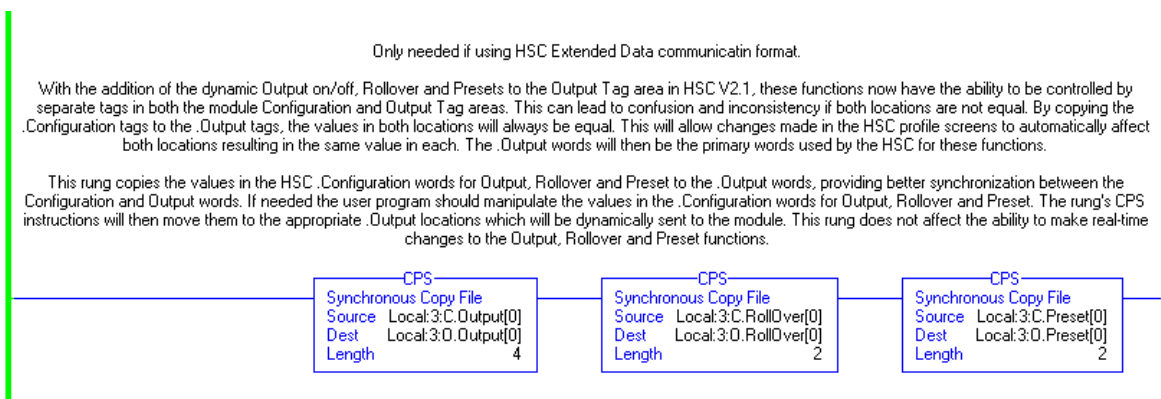 Only needed if using HSC Extended Data communicatin format.
With the addition of the dynamic Output on/off, Rollover and Presets to the Output Tag area in HSC V2.1, these functions now have the ability to be controlled by
separate tags in both the module Configuration and Output Tag areas. This can lead to confusion and inconsistency if both locations are not equal. By copying the
.Configuration tags to the .Output tags, the values in both locations will always be equal. This will allow changes made in the HSC profile screens to automatically affect
both locations resulting in the same value in each. The .Output words will then be the primary words used by the HSC for these functions.
This rung copies the values in the HSC .Configuration words for Output, Rollover and Preset to the .Output words, providing better synchronization between the
Configuration and Output words. If needed the user program should manipulate the values in the .Configuration words for Output, Rollover and Preset. The rung's CPS
instructions will then move them to the appropriate .Output locations which will be dynamically sent to the module. This rung does not affect the ability to make real-time
changes to the Output, Rollover and Preset functions.
CPS
Synchronous Copy File
Source Local:3:C.Output[0]
Dest Local:3:O.Output[0]
Length 4
CPS
Synchronous Copy File
Source Local:3:C.RollOver[0]
Dest Local:3:O.RollOver[0]
Length 2
CPS
Synchronous Copy File
Source Local:3:C.Preset[0]
Dest Local:3:O.Preset[0]
Length 2